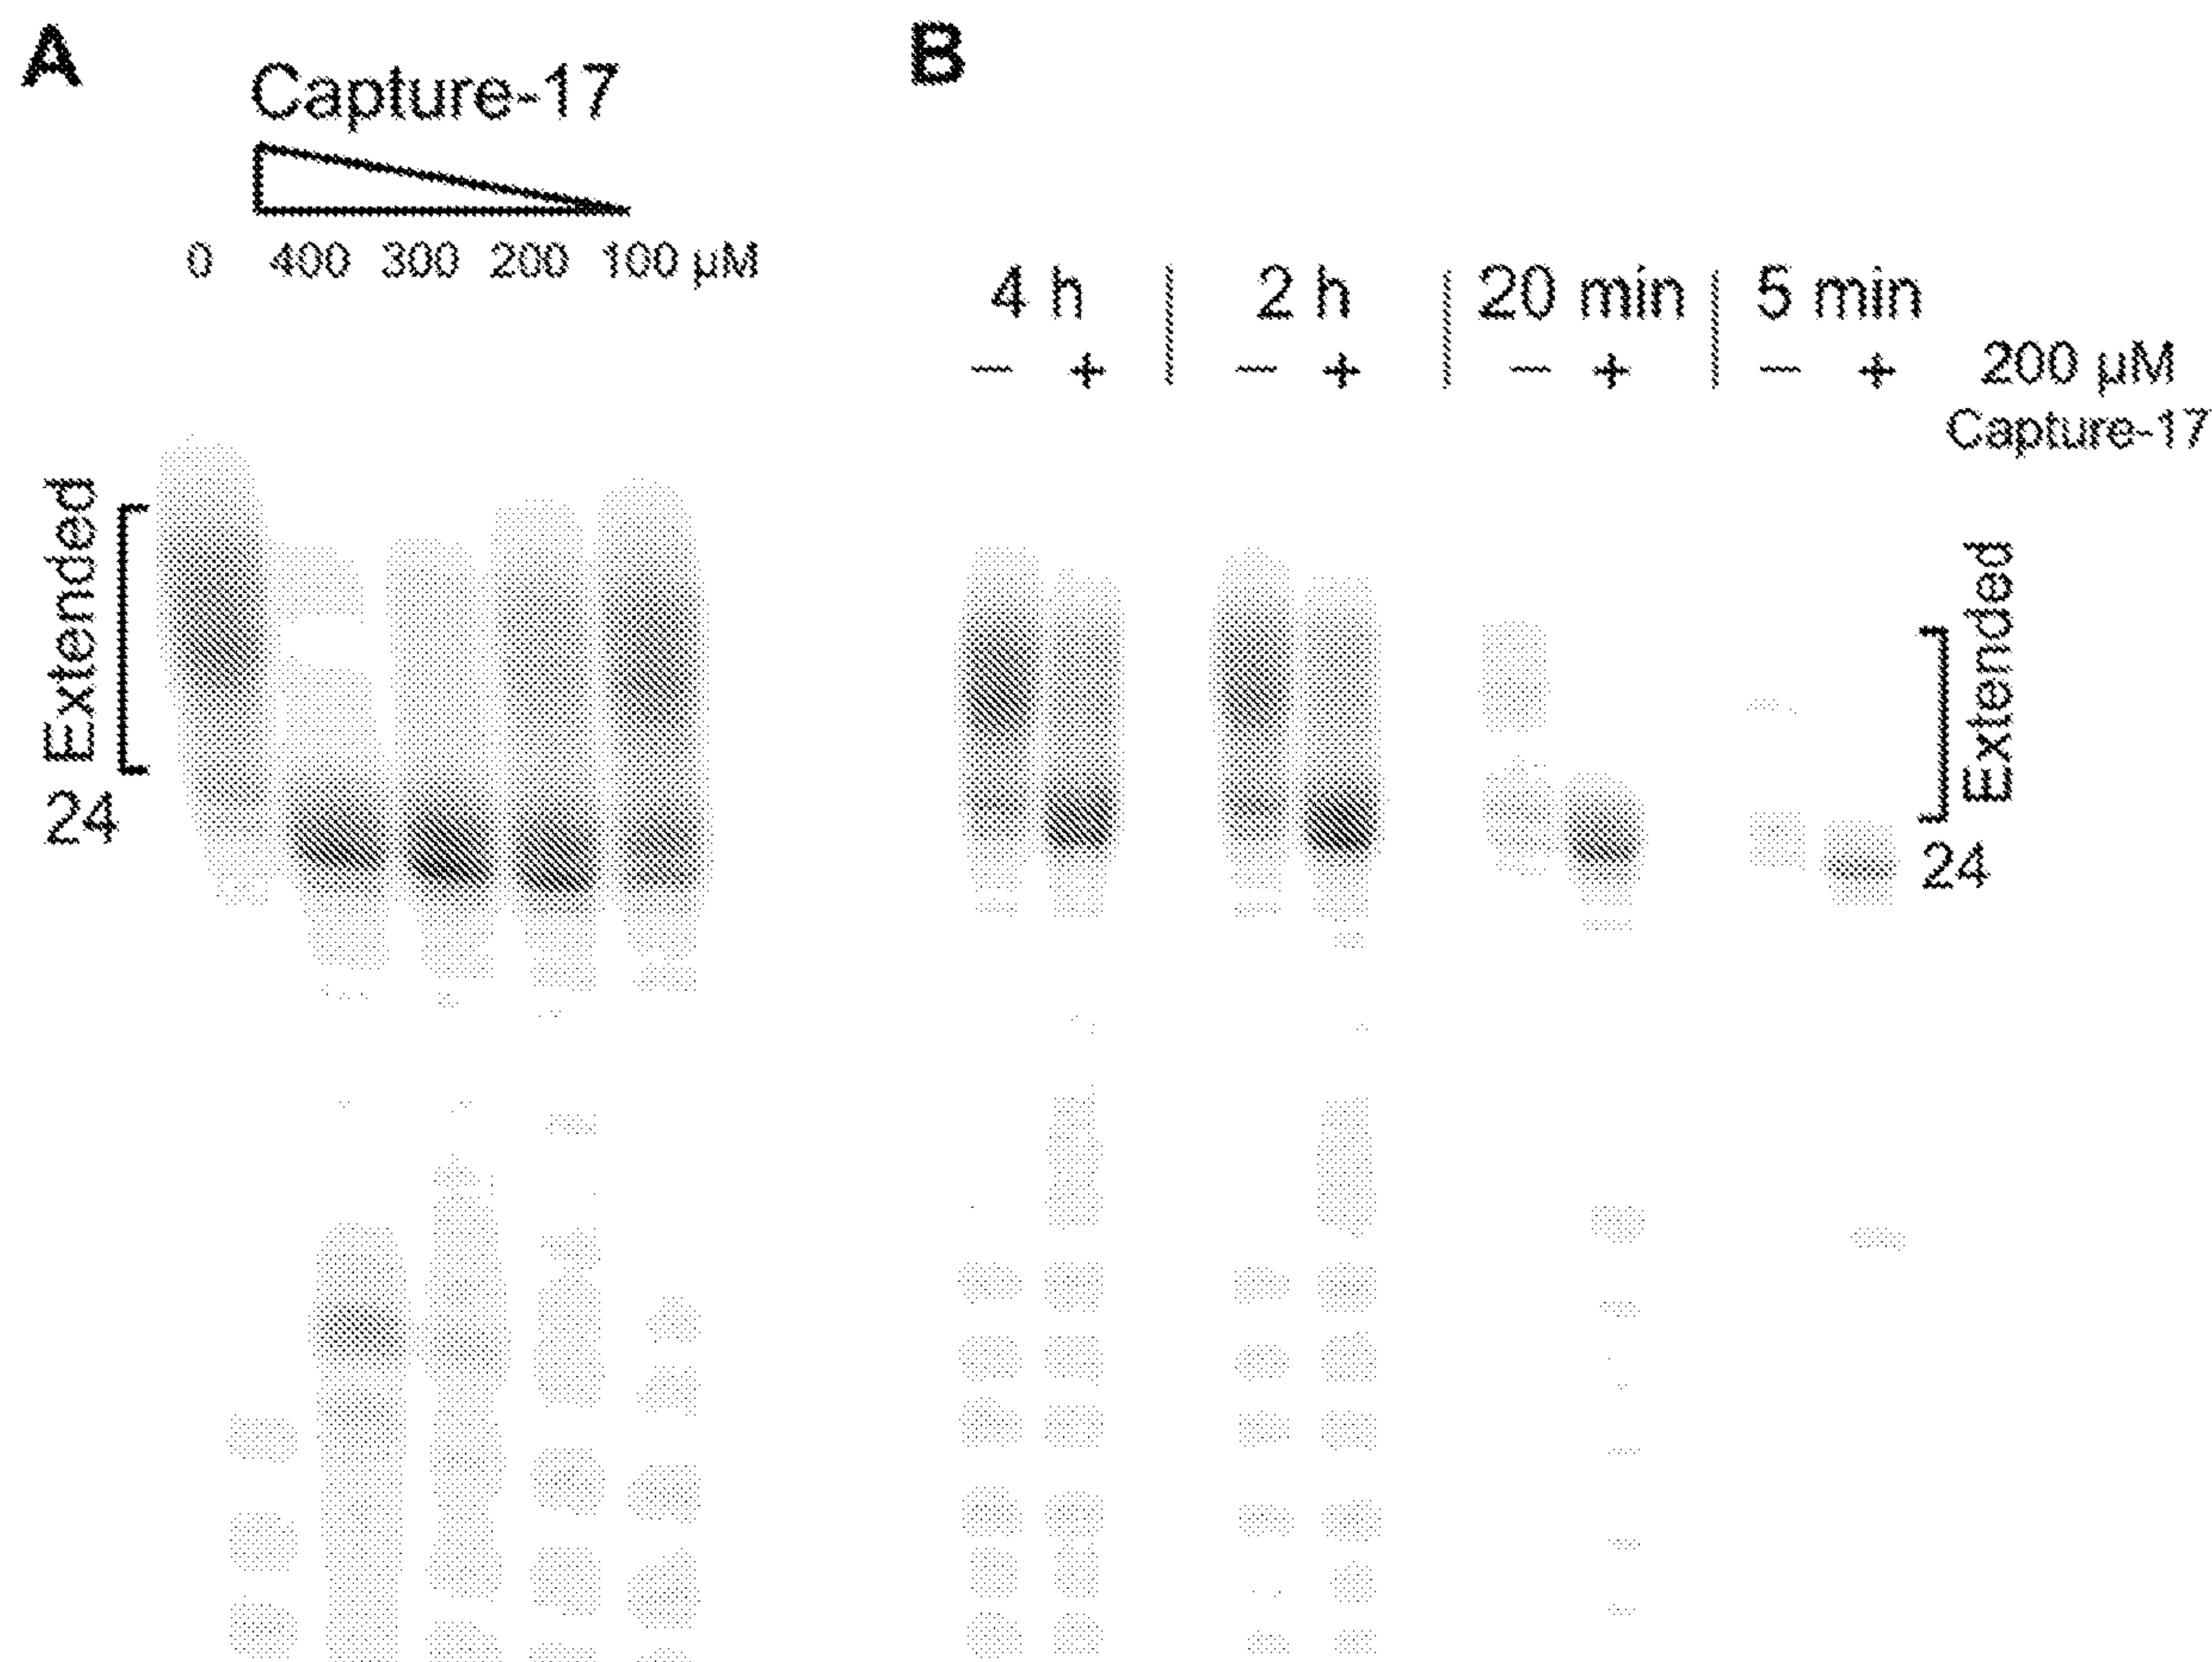 A
Capture-17
0 400 300 200 100 µM
Extended
24
B
4 h 2 h 20 min 5 min
– + – + – + – + 200 µM
Capture-17
Extended
24